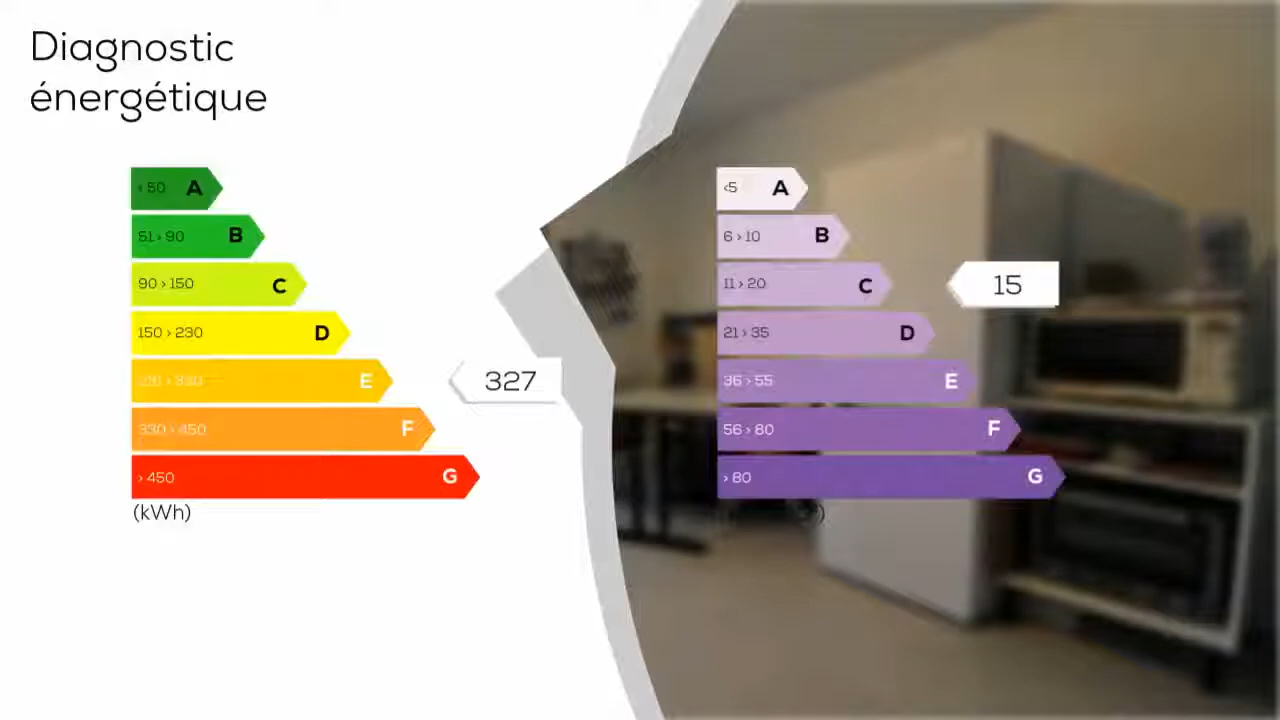 Diagnostic
énergétique
< 50 A
51 > 90 B
90 > 150 C
150 > 230 D
E
327
330 > 450 F
> 450 G
(kWh)
<5 A
6 > 10 B
11 > 20 C
15
21 > 35 D
36 > 55 E
56 > 80 F
> 80 G